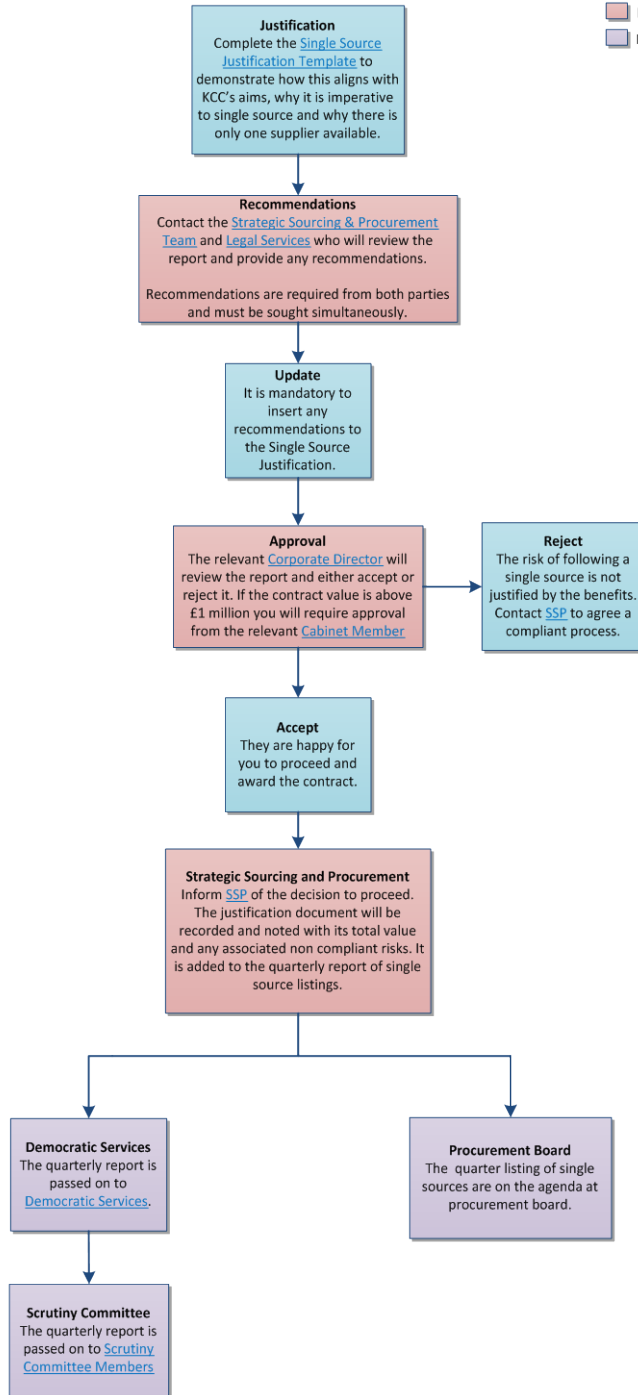 Justification
Complete the Single Source
Justification Template to
demonstrate how this aligns with
KCC's aims, why it is imperative
to single source and why there is
only one supplier available.
Recommendations
Contact the Strategic Sourcing & Procurement
Team and Legal Services who will review the
report and provide any recommendations.
Recommendations are required from both parties
and must be sought simultaneously.
Update
It is mandatory to
insert any
recommendations to
the Single Source
Justification.
Approval
The relevant Corporate Director will
review the report and either accept or
reject it. If the contract value is above
£1 million you will require approval
from the relevant Cabinet Member
Reject
The risk of following a
single source is not
justified by the benefits.
Contact SSP to agree a
compliant process.
Accept
They are happy for
you to proceed and
award the contract.
Strategic Sourcing and Procurement
Inform SSP of the decision to proceed.
The justification document will be
recorded and noted with its total value
and any associated non compliant risks. It
is added to the quarterly report of single
source listings.
Democratic Services
The quarterly report is
passed on to
Democratic Services.
Procurement Board
The quarter listing of single
sources are on the agenda at
procurement board.
Scrutiny Committee
The quarterly report is
passed on to Scrutiny
Committee Members